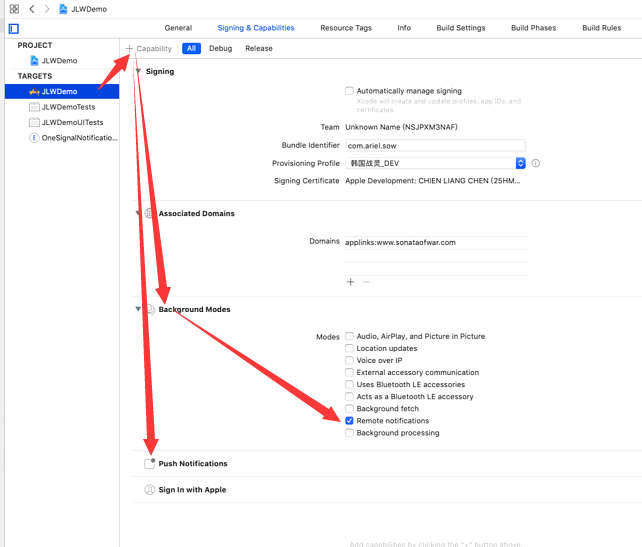 JLWDemo
General
Signing & Capabilities
Resource Tags
Info
Build Settings
Build Phases
Build Rules
PROJECT
JLWDemo
TARGETS
JLWDemo
JLWDemoTests
JLWDemoUITests
OneSignalNotificatio...
+ Capability
All
Debug
Release
Signing
Automatically manage signing
Xcode will create and update profiles, app IDs, and
certificates.
Team Unknown Name (NSJPXM3NAF)
Bundle Identifier com.ariel.sow
Provisioning Profile 韩国战灵_DEV
Signing Certificate Apple Development: CHIEN LIANG CHEN (25HM...
Associated Domains
Domains applinks:www.sonataofwar.com
Background Modes
Modes Audio, AirPlay, and Picture in Picture
Location updates
Voice over IP
External accessory communication
Uses Bluetooth LE accessories
Acts as a Bluetooth LE accessory
Background fetch
Remote notifications
Background processing
Push Notifications
Sign In with Apple
Add capabilities by clicking the "+" button above.